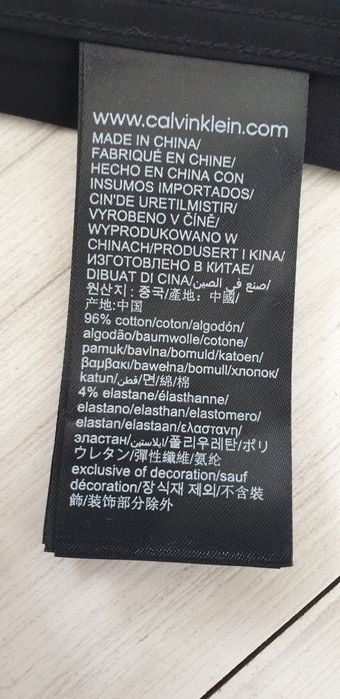 www.calvinklein.com
MADE IN CHINA/
FABRIQUÉ EN CHINE/
HECHO EN CHINA CON
INSUMOS IMPORTADOS/
CIN'DE URETILMISTIR/
VYROBENO V ČÍNĚ/
WYPRODUKOWANO W
CHINACH/PRODUSERT I KINA/
ИЗГОТОВЛЕНО В КИТАЕ/
DIBUAT DI CINA/صنع في الصين/
원산지 : 중국/產地：中國/
产地:中国
96% cotton/coton/algodón/
algodão/baumwolle/cotone/
pamuk/bavlna/bomuld/katoen/
βαμβακι/bawełna/bomull/хлопок/
katun/قطن/면/綿/棉
4% elastane/élasthanne/
elastano/elasthan/elastomero/
elastan/elastaan/ελαστανη/
эластан/ايلاستين/폴리우레탄/ポリ
ウレタン/彈性纖維/氨纶
exclusive of decoration/sauf
décoration/장식재 제외/不含裝
飾/装饰部分除外